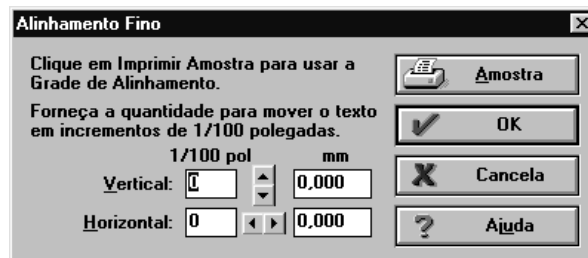 Alinhamento Fino
Clique em Imprimir Amostra para usar a
Grade de Alinhamento.
Forneça a quantidade para mover o texto
em incrementos de 1/100 polegadas.
1/100 pol mm
Vertical: 0 0,000
Horizontal: 0 0,000
Amostra
OK
Cancela
Ajuda